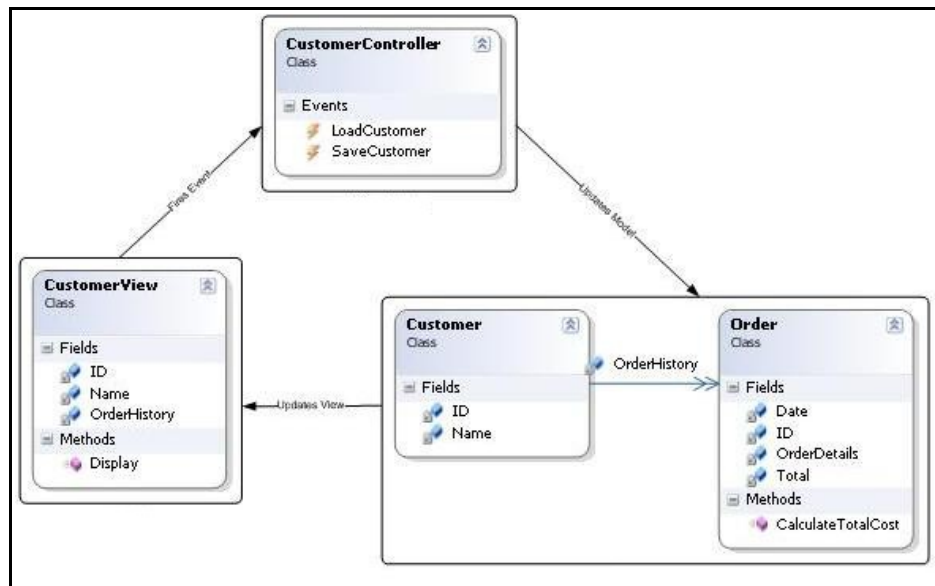 CustomerController
Class
Events
LoadCustomer
SaveCustomer
Fires Event
Updates Model
CustomerView
Class
Fields
ID
Name
OrderHistory
Methods
Display
Updates View
Customer
Class
Fields
ID
Name
OrderHistory
Order
Class
Fields
Date
ID
OrderDetails
Total
Methods
CalculateTotalCost